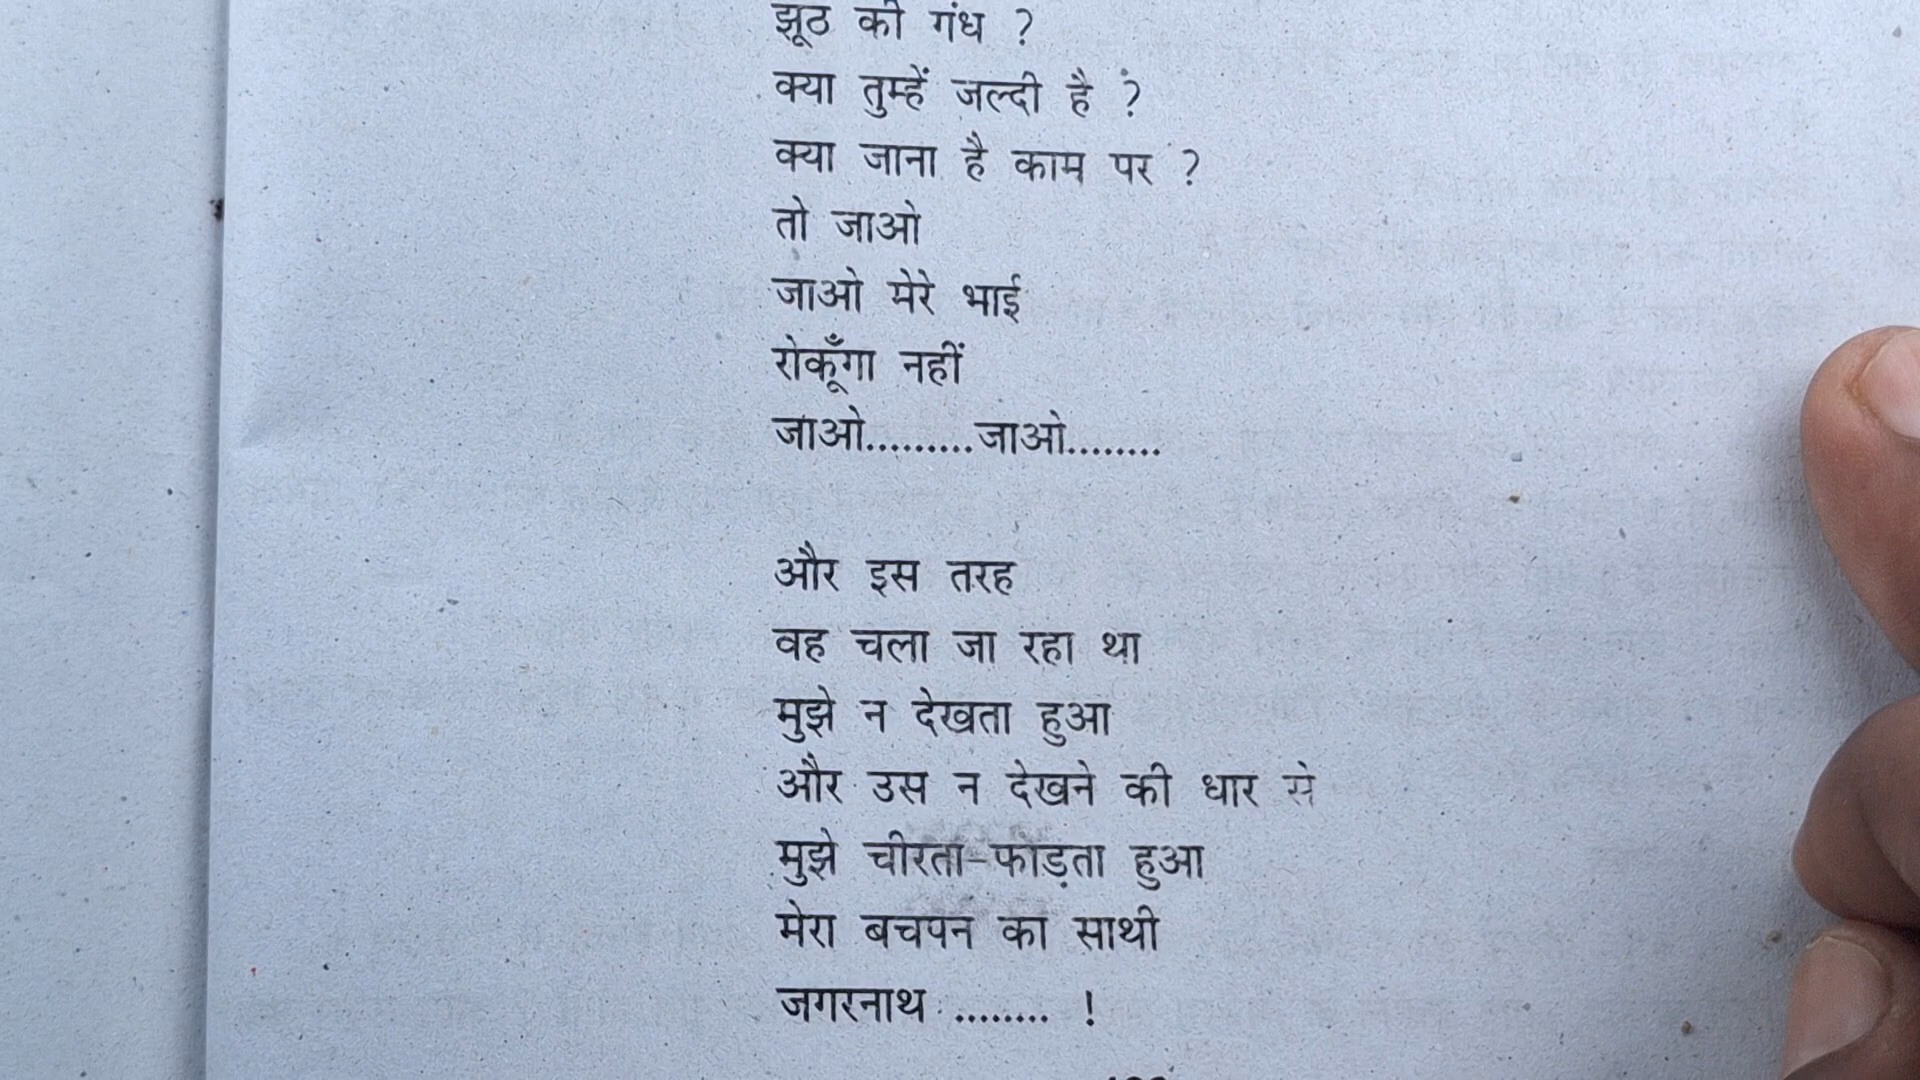 झूठ की गंध ?
क्या तुम्हें जल्दी है ?
क्या जाना है काम पर ?
तो जाओ
जाओ मेरे भाई
रोकूँगा नहीं
जाओ.........जाओ........
और इस तरह
वह चला जा रहा था
मुझे न देखता हुआ
और उस न देखने की धार से
मुझे चीरता-फाड़ता हुआ
मेरा बचपन का साथी
जगरनाथ ........ !